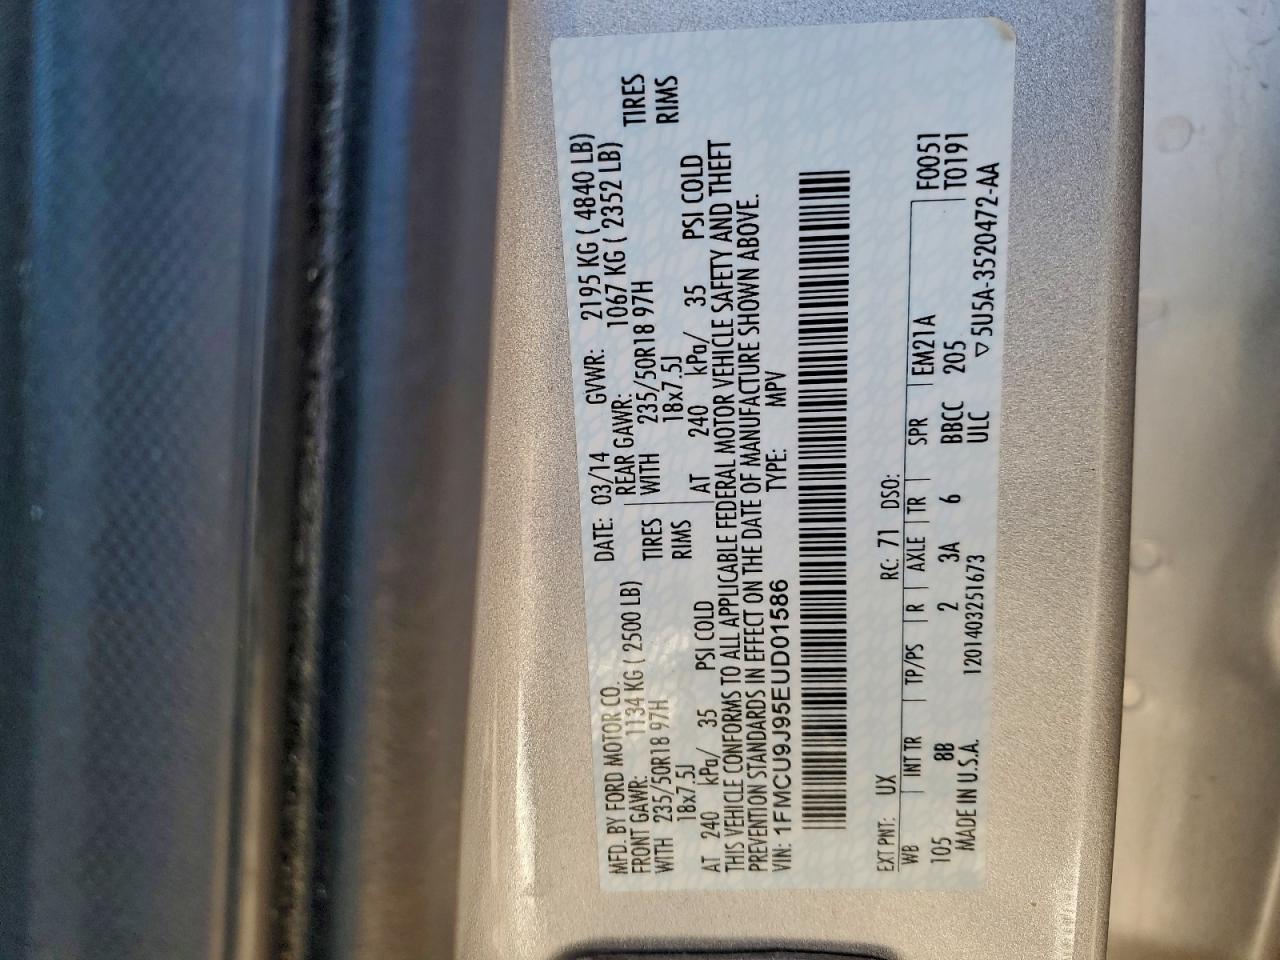 MFD. BY FORD MOTOR CO. DATE: 03/14 GVWR: 2195 KG ( 4840 LB)
FRONT GAWR: 1134 KG ( 2500 LB) REAR GAWR: 1067 KG ( 2352 LB)
WITH 235/50R18 97H TIRES WITH 235/50R18 97H TIRES
18x7.5J RIMS 18x7.5J RIMS
AT 240 kPa/ 35 PSI COLD AT 240 kPa/ 35 PSI COLD
THIS VEHICLE CONFORMS TO ALL APPLICABLE FEDERAL MOTOR VEHICLE SAFETY AND THEFT
PREVENTION STANDARDS IN EFFECT ON THE DATE OF MANUFACTURE SHOWN ABOVE.
VIN: 1FMCU9J95EUD01586 TYPE: MPV
EXT PNT: UX RC: 71 DSO:
WB INT TR TP/PS R AXLE TR SPR EM21A F0051
105 8B 2 3A 6 BBCC 205 T0191
MADE IN U.S.A. 1201403251673 ULC ▽5U5A-3520472-AA